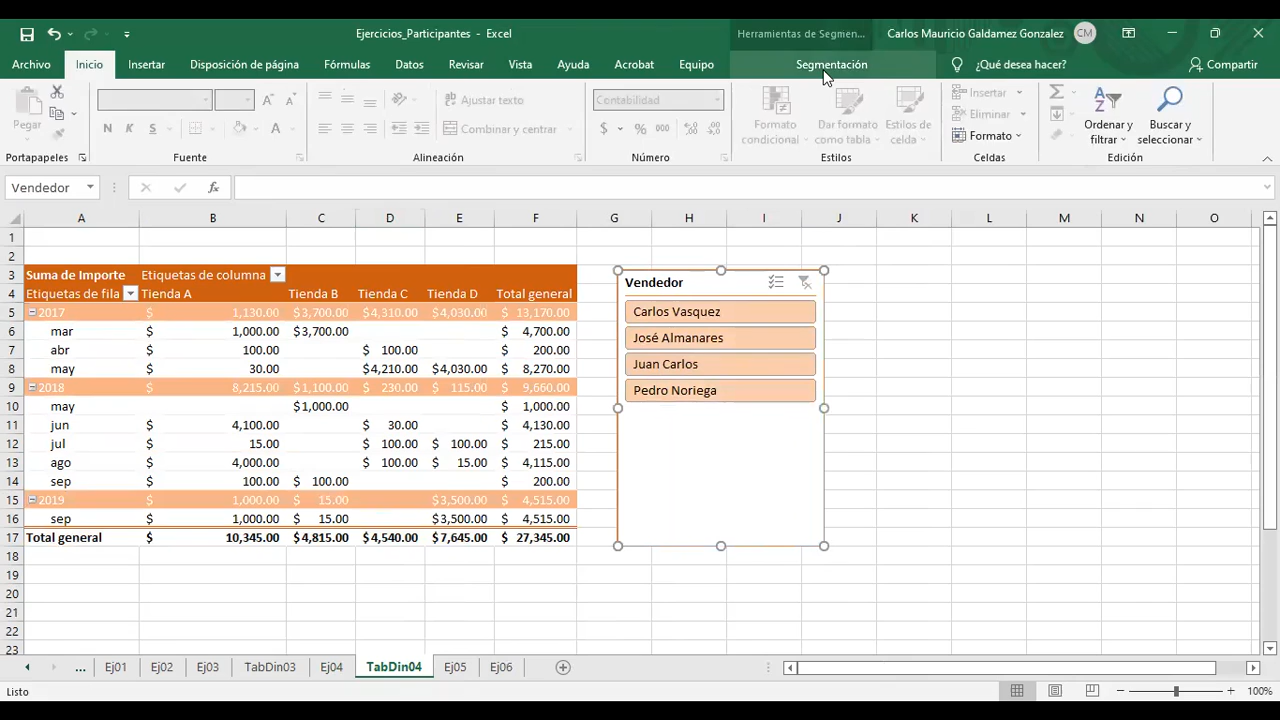 Ejercicios_Participantes - Excel
Herramientas de Segmen...
Carlos Mauricio Galdamez Gonzalez CM
Archivo Inicio Insertar Disposición de página Fórmulas Datos Revisar Vista Ayuda Acrobat Equipo Segmentación ¿Qué desea hacer? Compartir
Pegar
Portapapeles
N K S A A A
Fuente
Ajustar texto
Combinar y centrar
Alineación
Contabilidad
$ % 000
Número
Formato condicional
Dar formato como tabla
Estilos de celda
Estilos
Insertar
Eliminar
Formato
Celdas
Ordenar y filtrar
Buscar y seleccionar
Edición
Vendedor fx
A B C D E F G H I J K L M N O
1
2
3 Suma de Importe Etiquetas de columna
4 Etiquetas de fila Tienda A Tienda B Tienda C Tienda D Total general
5 2017 $ 1,130.00 $3,700.00 $4,310.00 $4,030.00 $ 13,170.00
6 mar $ 1,000.00 $3,700.00 $ 4,700.00
7 abr $ 100.00 $ 100.00 $ 200.00
8 may $ 30.00 $4,210.00 $4,030.00 $ 8,270.00
9 2018 $ 8,215.00 $1,100.00 $ 230.00 $ 115.00 $ 9,660.00
10 may $1,000.00 $ 1,000.00
11 jun $ 4,100.00 $ 30.00 $ 4,130.00
12 jul $ 15.00 $ 100.00 $ 100.00 $ 215.00
13 ago $ 4,000.00 $ 100.00 $ 15.00 $ 4,115.00
14 sep $ 100.00 $ 100.00 $ 200.00
15 2019 $ 1,000.00 $ 15.00 $3,500.00 $ 4,515.00
16 sep $ 1,000.00 $ 15.00 $3,500.00 $ 4,515.00
17 Total general $ 10,345.00 $4,815.00 $4,540.00 $7,645.00 $ 27,345.00
18
19
20
21
22
23
Vendedor
Carlos Vasquez
José Almanares
Juan Carlos
Pedro Noriega
... Ej01 Ej02 Ej03 TabDin03 Ej04 TabDin04 Ej05 Ej06
Listo 100%